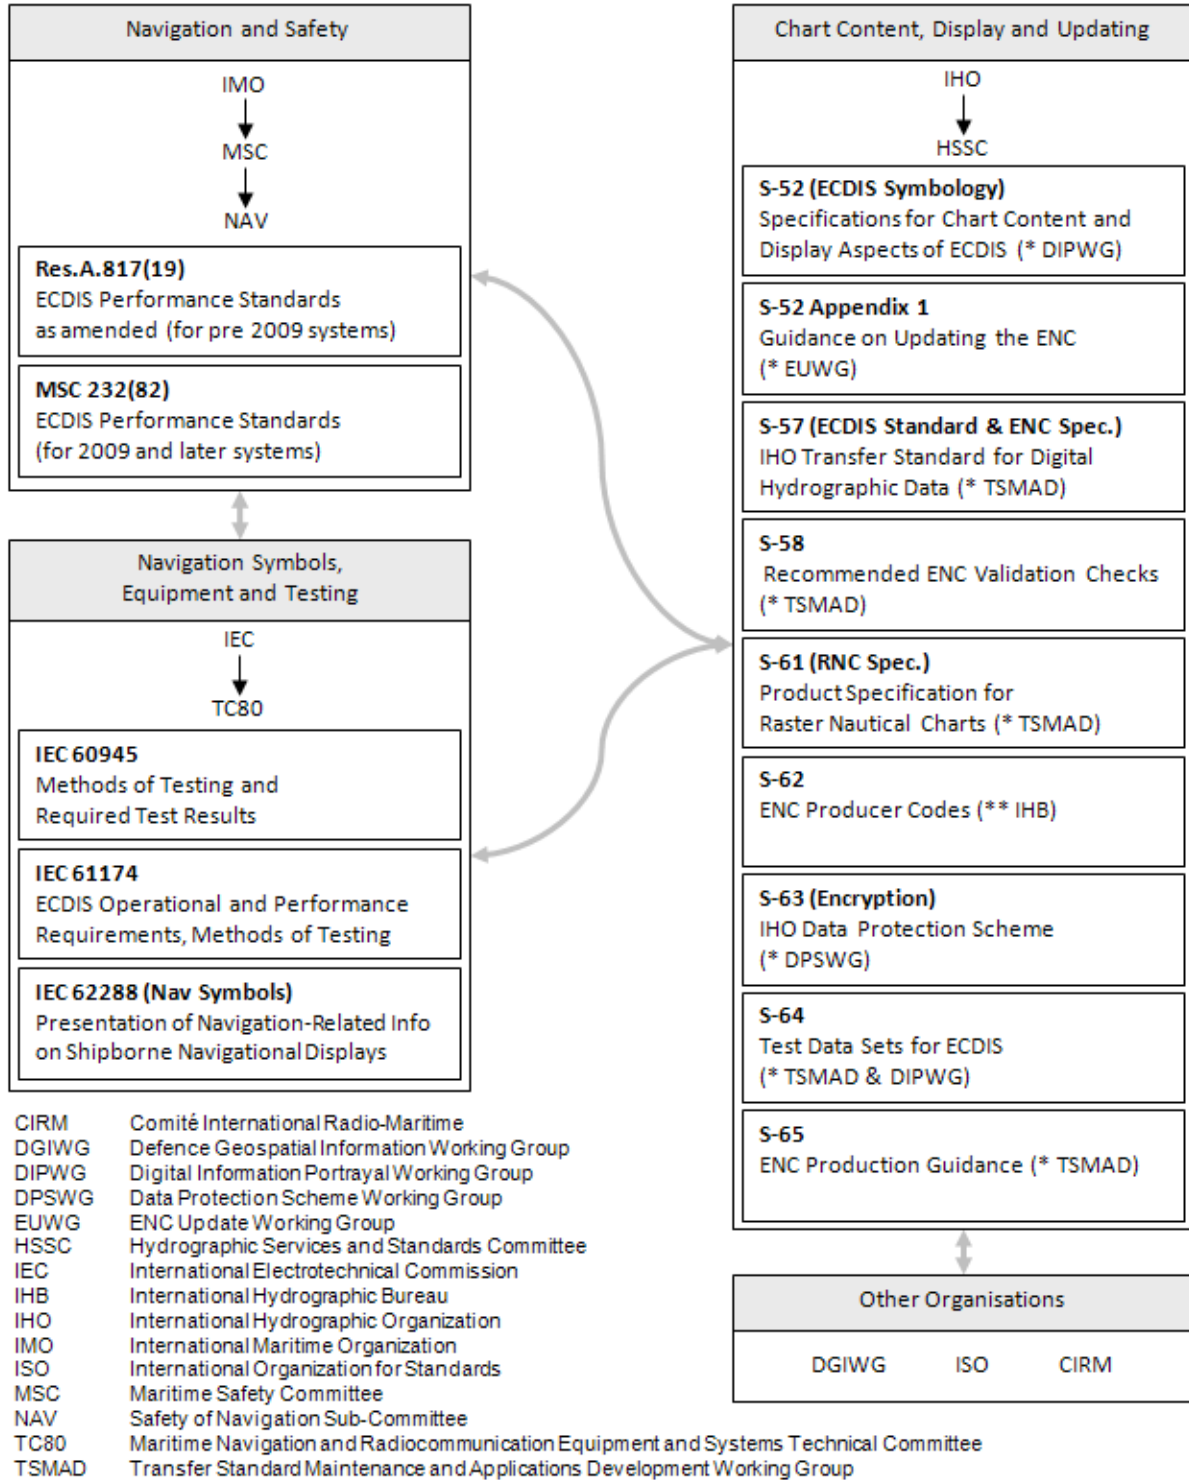 Navigation and Safety
IMO
MSC
NAV
Res.A.817(19)
ECDIS Performance Standards
as amended (for pre 2009 systems)
MSC 232(82)
ECDIS Performance Standards
(for 2009 and later systems)
Navigation Symbols,
Equipment and Testing
IEC
TC80
IEC 60945
Methods of Testing and
Required Test Results
IEC 61174
ECDIS Operational and Performance
Requirements, Methods of Testing
IEC 62288 (Nav Symbols)
Presentation of Navigation-Related Info
on Shipborne Navigational Displays
Chart Content, Display and Updating
IHO
HSSC
S-52 (ECDIS Symbology)
Specifications for Chart Content and
Display Aspects of ECDIS (* DIPWG)
S-52 Appendix 1
Guidance on Updating the ENC
(* EUWG)
S-57 (ECDIS Standard & ENC Spec.)
IHO Transfer Standard for Digital
Hydrographic Data (* TSMAD)
S-58
Recommended ENC Validation Checks
(* TSMAD)
S-61 (RNC Spec.)
Product Specification for
Raster Nautical Charts (* TSMAD)
S-62
ENC Producer Codes (** IHB)
S-63 (Encryption)
IHO Data Protection Scheme
(* DPSWG)
S-64
Test Data Sets for ECDIS
(* TSMAD & DIPWG)
S-65
ENC Production Guidance (* TSMAD)
Other Organisations
DGIWG ISO CIRM
CIRM Comité International Radio-Maritime
DGIWG Defence Geospatial Information Working Group
DIPWG Digital Information Portrayal Working Group
DPSWG Data Protection Scheme Working Group
EUWG ENC Update Working Group
HSSC Hydrographic Services and Standards Committee
IEC International Electrotechnical Commission
IHB International Hydrographic Bureau
IHO International Hydrographic Organization
IMO International Maritime Organization
ISO International Organization for Standards
MSC Maritime Safety Committee
NAV Safety of Navigation Sub-Committee
TC80 Maritime Navigation and Radiocommunication Equipment and Systems Technical Committee
TSMAD Transfer Standard Maintenance and Applications Development Working Group